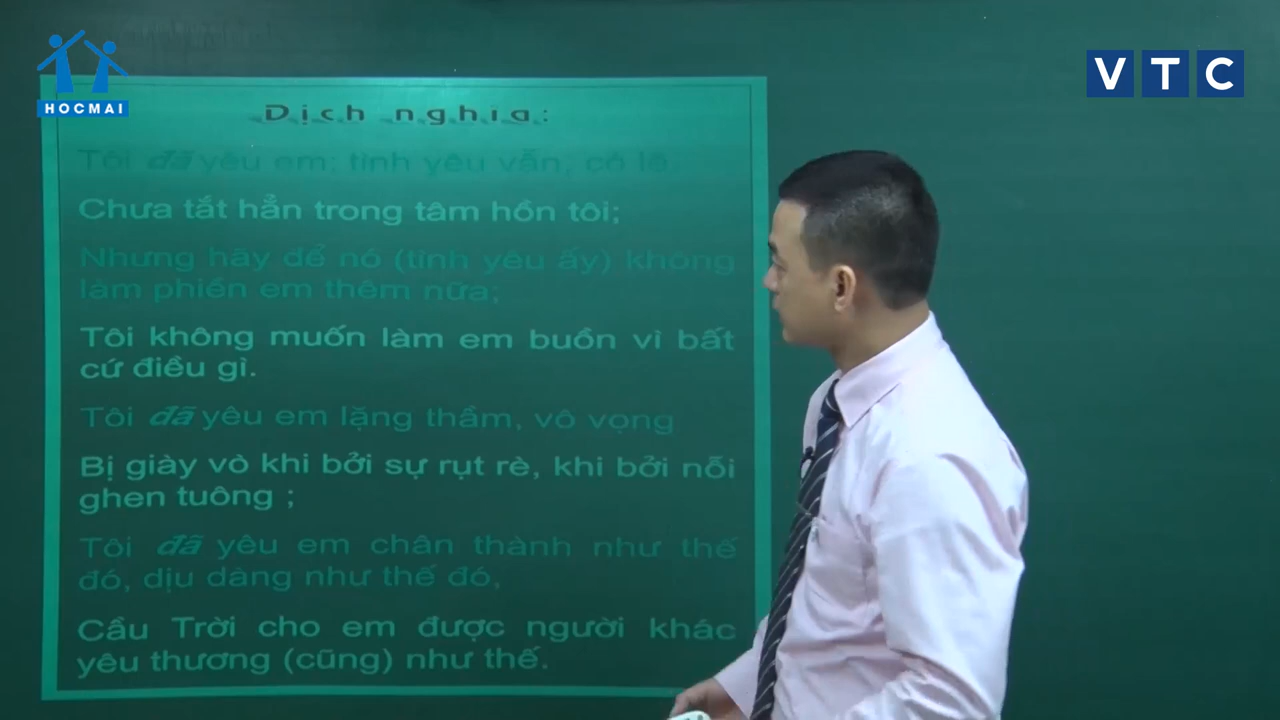 HOCMAI
VTC
Dịch nghĩa:
Tôi đã yêu em; tình yêu vẫn, có lẽ
Chưa tắt hẳn trong tâm hồn tôi;
Nhưng hãy để nó (tình yêu ấy) không
làm phiền em thêm nữa;
Tôi không muốn làm em buồn vì bất
cứ điều gì.
Tôi đã yêu em lặng thầm, vô vọng
Bị giày vò khi bởi sự rụt rè, khi bởi nỗi
ghen tuông ;
Tôi đã yêu em chân thành như thế
đó, dịu dàng như thế đó,
Cầu Trời cho em được người khác
yêu thương (cũng) như thế.